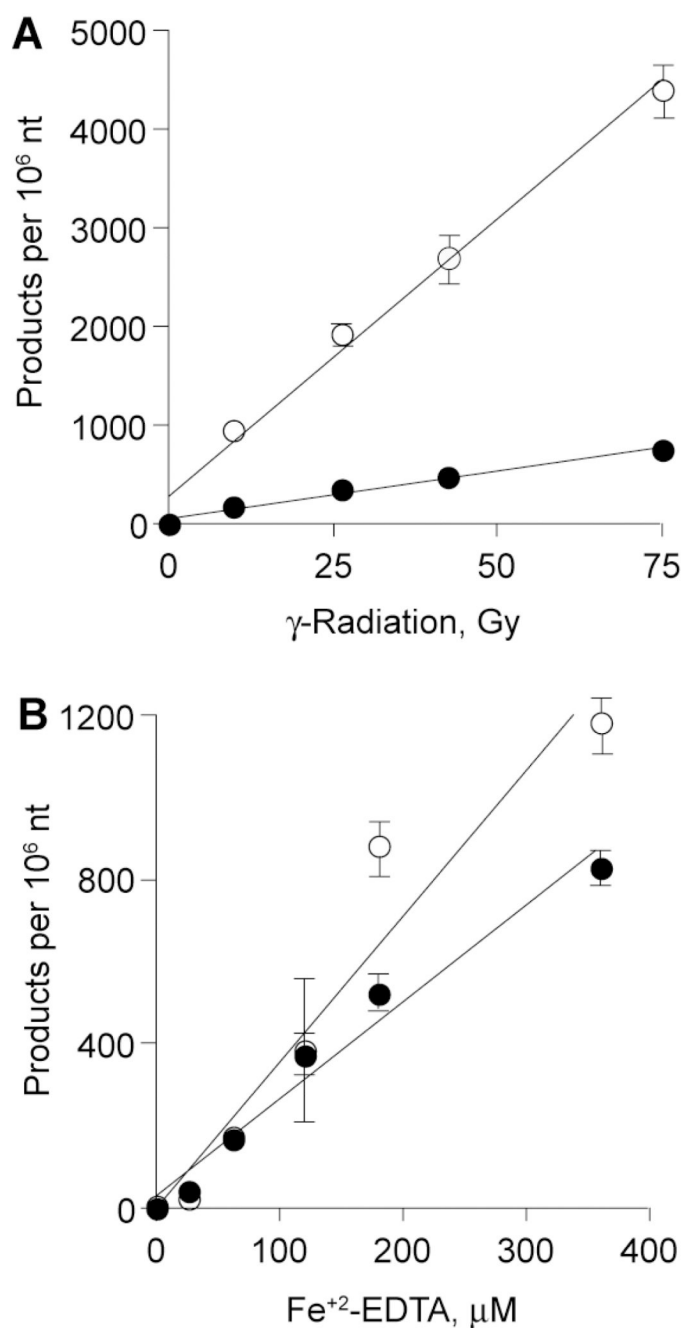 A
5000
4000
3000
2000
1000
0
Products per 10⁶ nt
0 25 50 75
γ-Radiation, Gy
B
1200
800
400
0
Products per 10⁶ nt
0 100 200 300 400
Fe⁺²-EDTA, μM